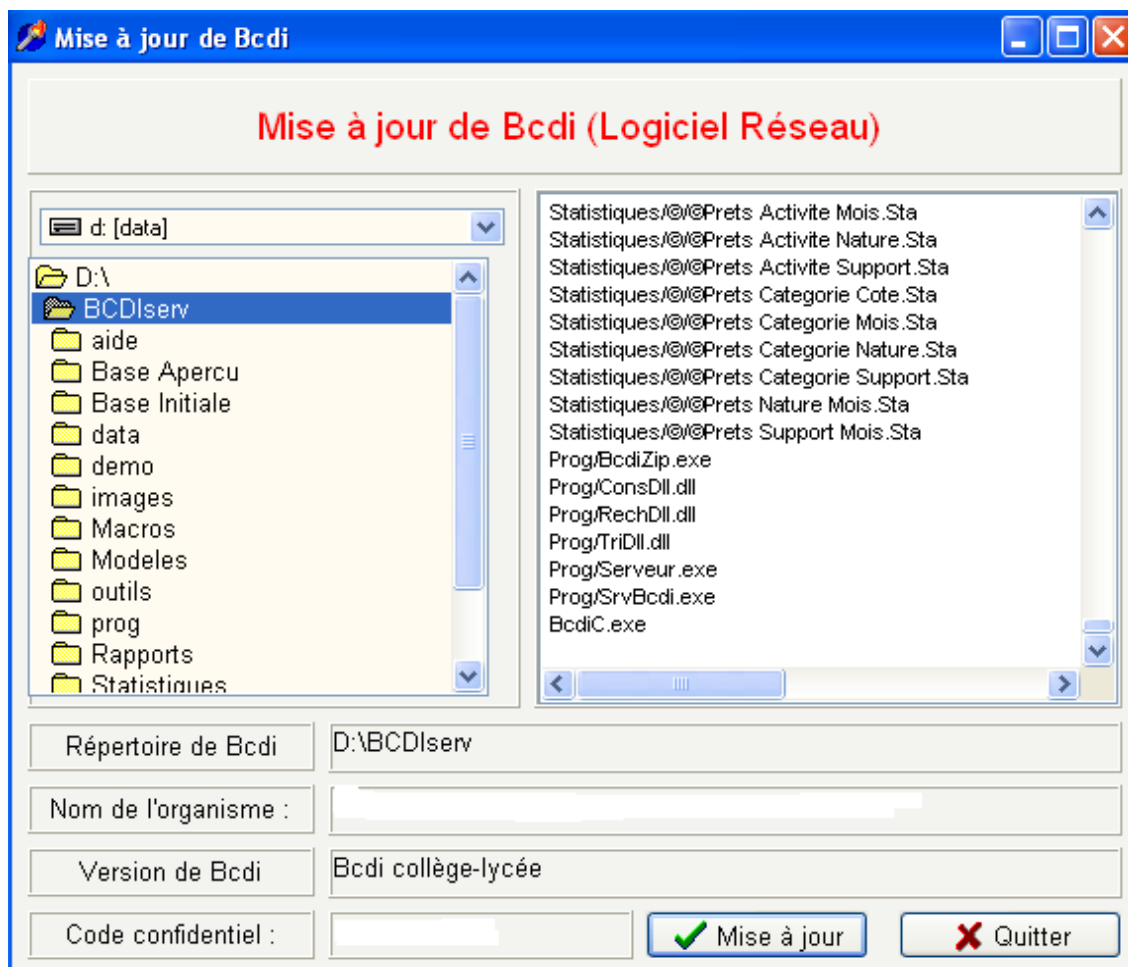 Mise à jour de Bcdi
Mise à jour de Bcdi (Logiciel Réseau)
d: [data]
D:\
BCDIserv
aide
Base Apercu
Base Initiale
data
demo
images
Macros
Modeles
outils
prog
Rapports
Statistiques
Statistiques/©/©Prets Activite Mois.Sta
Statistiques/©/©Prets Activite Nature.Sta
Statistiques/©/©Prets Activite Support.Sta
Statistiques/©/©Prets Categorie Cote.Sta
Statistiques/©/©Prets Categorie Mois.Sta
Statistiques/©/©Prets Categorie Nature.Sta
Statistiques/©/©Prets Categorie Support.Sta
Statistiques/©/©Prets Nature Mois.Sta
Statistiques/©/©Prets Support Mois.Sta
Prog/BcdiZip.exe
Prog/ConsDll.dll
Prog/RechDll.dll
Prog/TriDll.dll
Prog/Serveur.exe
Prog/SrvBcdi.exe
BcdiC.exe
Répertoire de Bcdi
D:\BCDIserv
Nom de l'organisme :
Version de Bcdi
Bcdi collège-lycée
Code confidentiel :
Mise à jour
Quitter